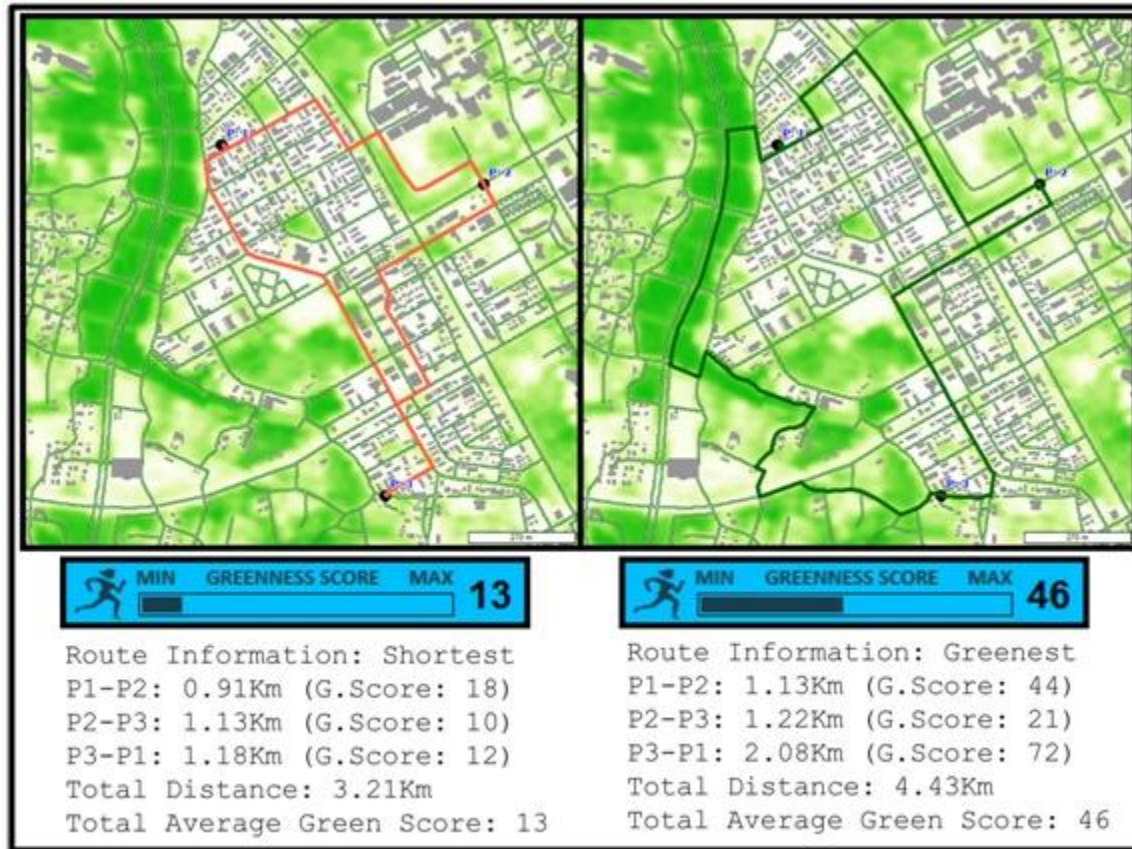 P-1
P-2
P-3
270 m
P-1
P-2
P-3
270 m
MIN GREENNESS SCORE MAX 13
Route Information: Shortest
P1-P2: 0.91Km (G.Score: 18)
P2-P3: 1.13Km (G.Score: 10)
P3-P1: 1.18Km (G.Score: 12)
Total Distance: 3.21Km
Total Average Green Score: 13
MIN GREENNESS SCORE MAX 46
Route Information: Greenest
P1-P2: 1.13Km (G.Score: 44)
P2-P3: 1.22Km (G.Score: 21)
P3-P1: 2.08Km (G.Score: 72)
Total Distance: 4.43Km
Total Average Green Score: 46